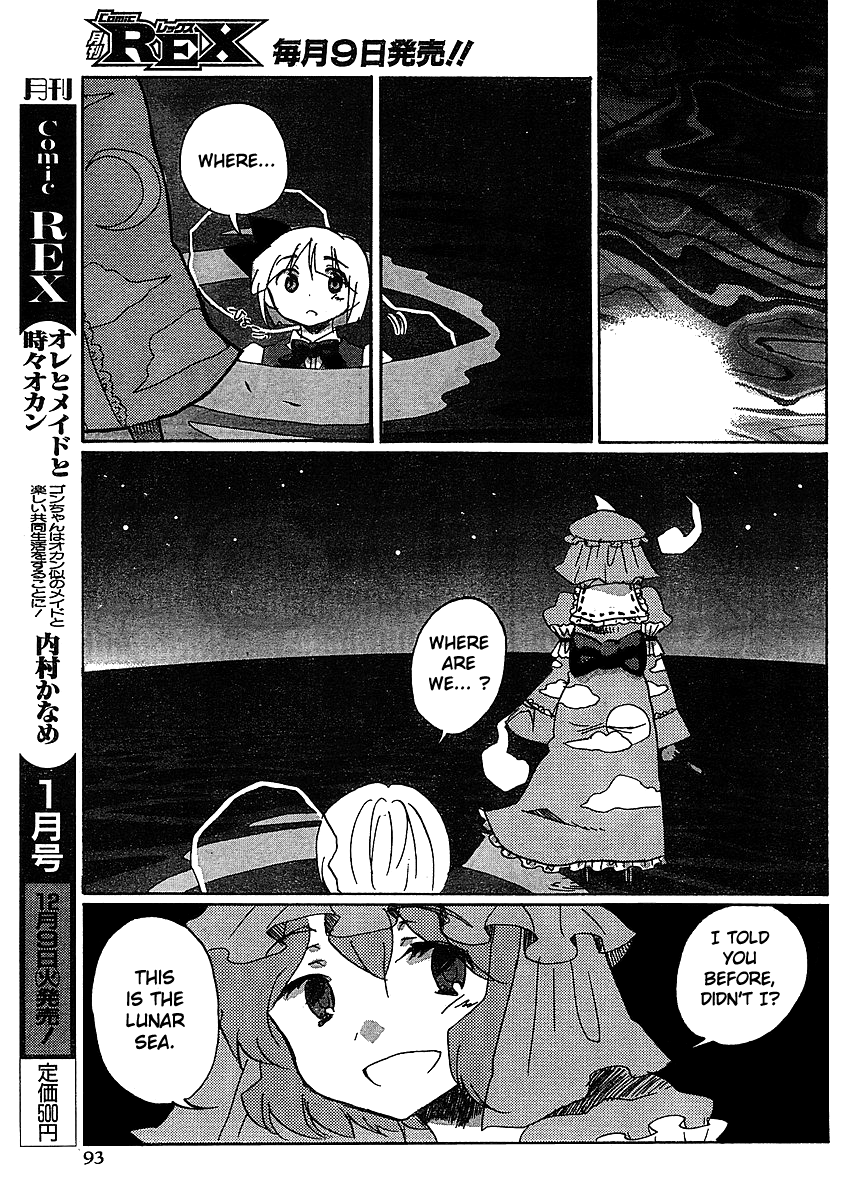 Comic
レックス
月刊
REX
毎月9日発売!!
月刊
Comic REX
オレとメイドと
時々オカン
ゴンちゃんはオカン似のメイドと
楽しい共同生活をすることに!
内村かなめ
1月号
12月9日(火)発売!
定価500円
WHERE...
WHERE
ARE
WE... ?
I TOLD
YOU
BEFORE,
DIDN'T I?
THIS
IS THE
LUNAR
SEA.
93